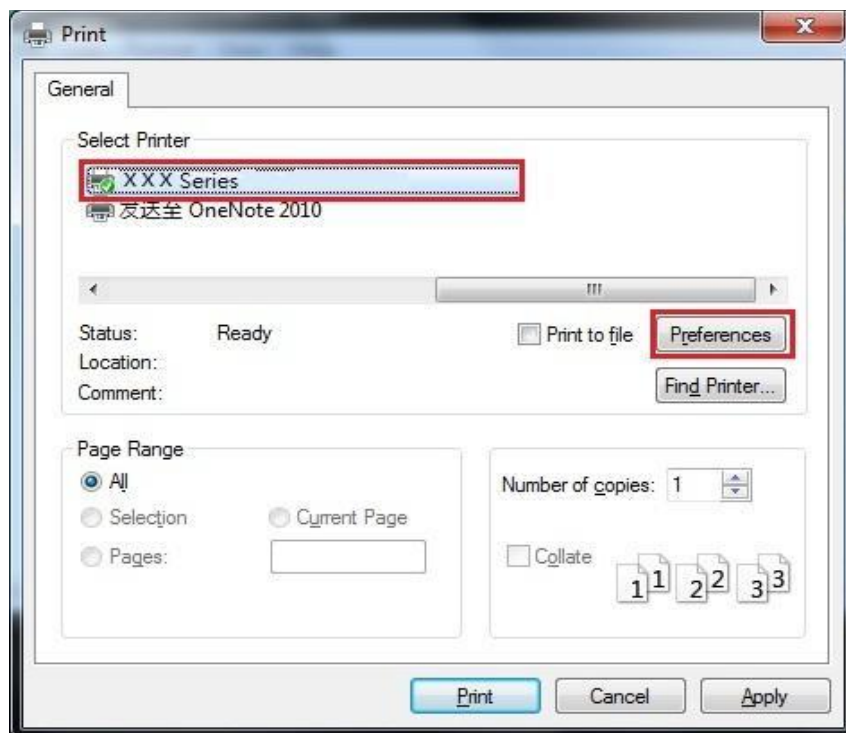 Print
General
Select Printer
XXX Series
发送至 OneNote 2010
Status: Ready Print to file Preferences
Location:
Comment: Find Printer...
Page Range
All
Number of copies: 1
Selection Current Page
Pages: Collate
1 1 2 2 3 3
Print Cancel Apply